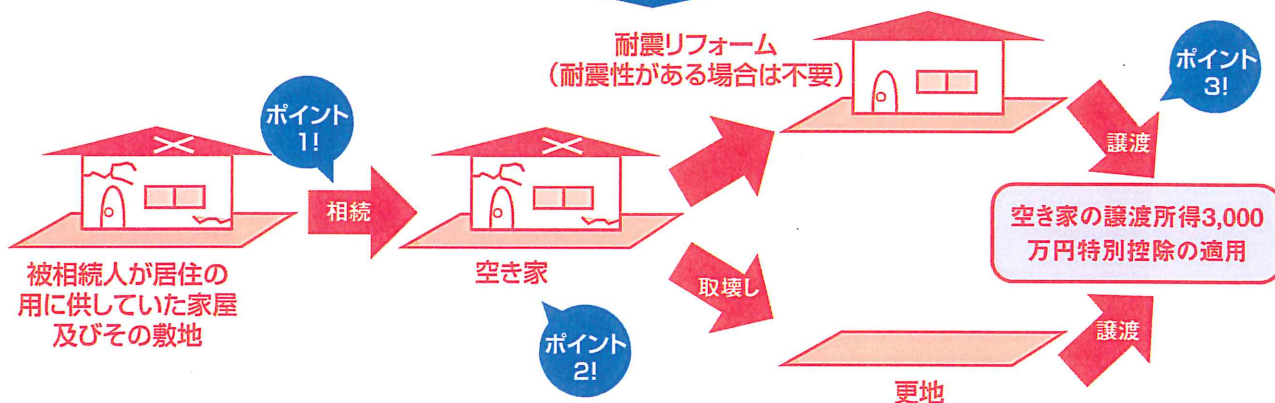 ポイント
1!
被相続人が居住の
用に供していた家屋
及びその敷地
相続
空き家
ポイント
2!
耐震リフォーム
（耐震性がある場合は不要）
取壊し
更地
ポイント
3!
譲渡
譲渡
空き家の譲渡所得3,000
万円特別控除の適用